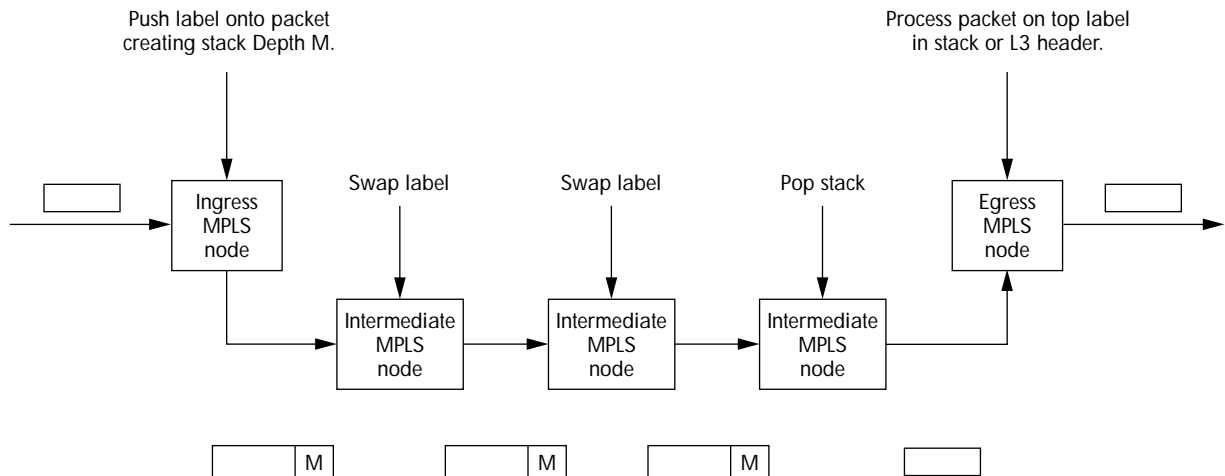 Push label onto packet
creating stack Depth M.
Process packet on top label
in stack or L3 header.
Swap label
Swap label
Pop stack
Ingress
MPLS
node
Egress
MPLS
node
Intermediate
MPLS
node
Intermediate
MPLS
node
Intermediate
MPLS
node
M
M
M